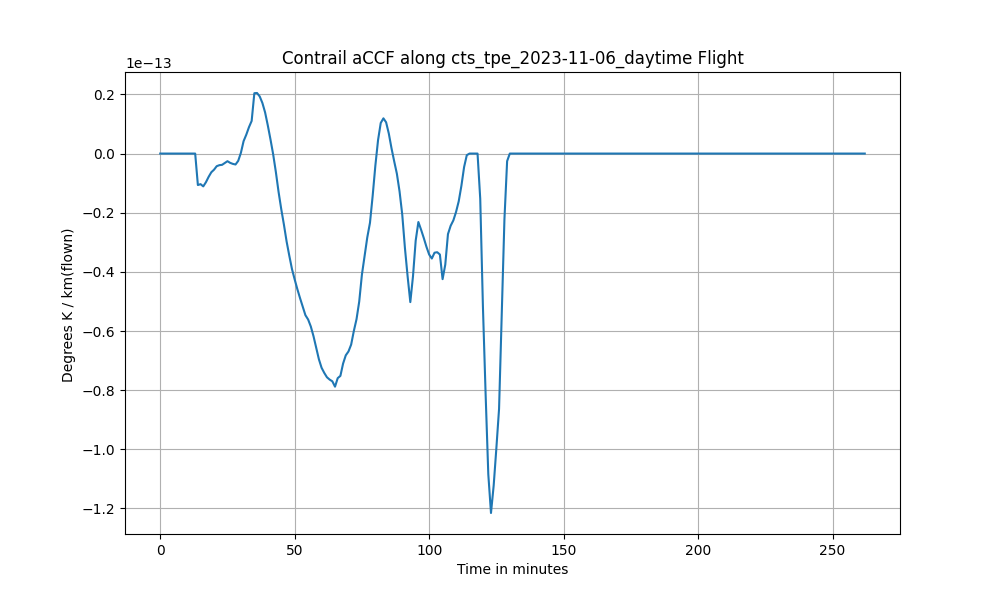 Contrail aCCF along cts_tpe_2023-11-06_daytime Flight
1e−13
0.2
0.0
−0.2
−0.4
−0.6
−0.8
−1.0
−1.2
Degrees K / km(flown)
0 50 100 150 200 250
Time in minutes